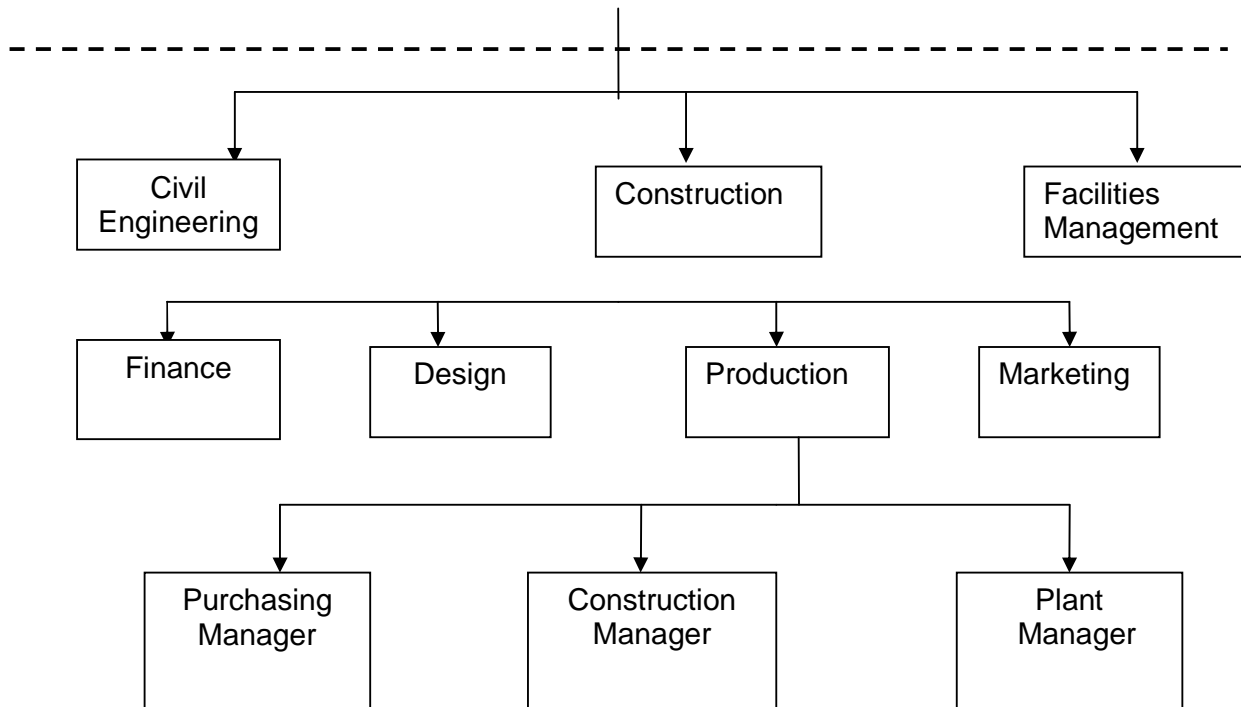 Civil
Engineering
Construction
Facilities
Management
Finance
Design
Production
Marketing
Purchasing
Manager
Construction
Manager
Plant
Manager